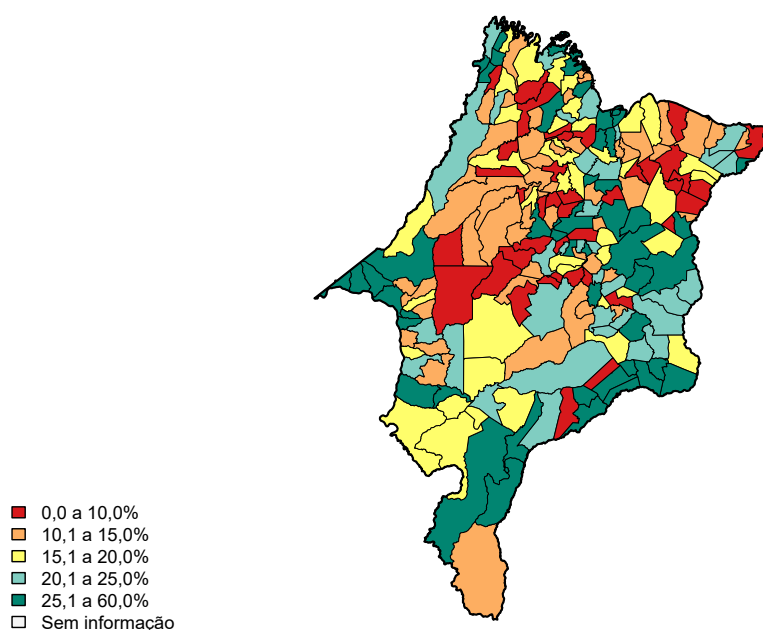 0,0 a 10,0%
10,1 a 15,0%
15,1 a 20,0%
20,1 a 25,0%
25,1 a 60,0%
Sem informação